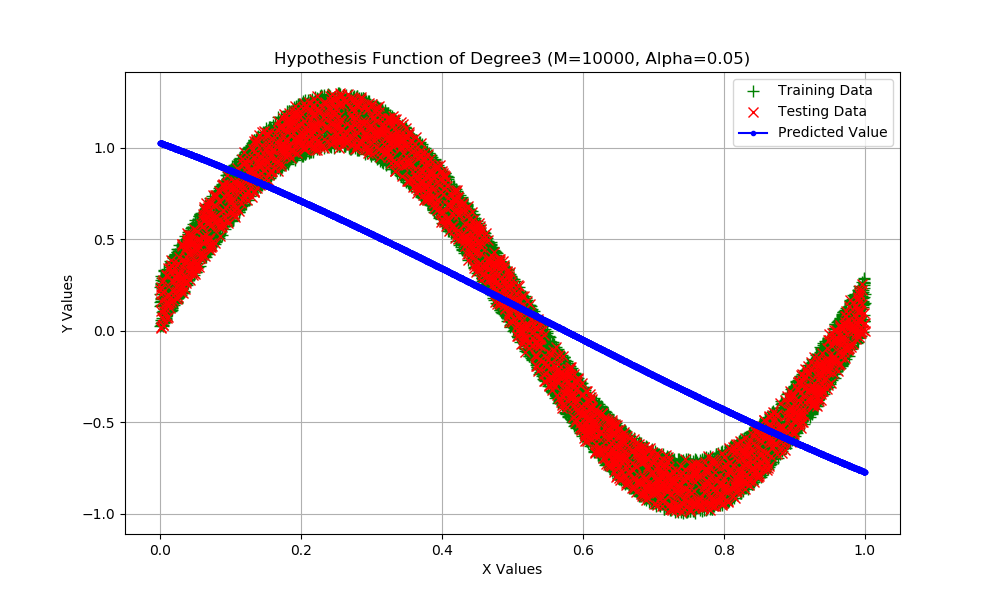 Hypothesis Function of Degree3 (M=10000, Alpha=0.05)
Training Data
Testing Data
Predicted Value
1.0
0.5
0.0
−0.5
−1.0
Y Values
0.0 0.2 0.4 0.6 0.8 1.0
X Values